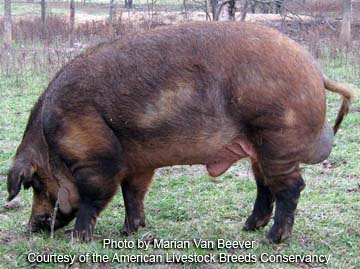 Photo by Marian Van Beever
Courtesy of the American Livestock Breeds Conservancy